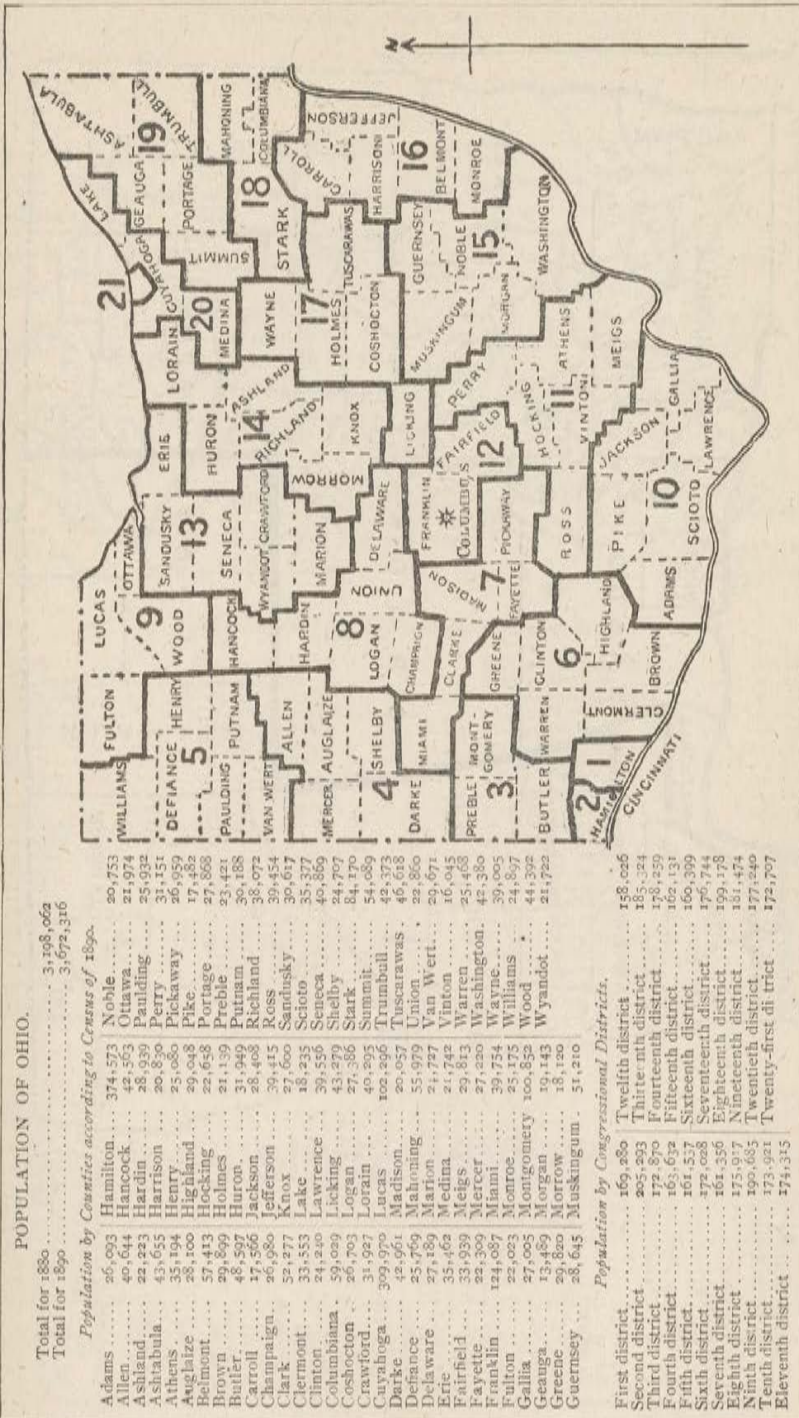 POPULATION OF OHIO.
Total for 1880 3,198,062
Total for 1890 3,672,316
Population by Counties according to Census of 1890.
Adams 26,093 Hamilton 374,573 Noble 20,753
Allen 40,644 Hancock 42,563 Ottawa 21,974
Ashland 22,223 Hardin 28,939 Paulding 25,932
Ashtabula 43,655 Harrison 20,830 Perry 31,151
Athens 35,194 Henry 25,080 Pickaway 26,959
Auglaize 28,100 Highland 29,048 Pike 17,482
Belmont 57,413 Hocking 22,658 Portage 27,868
Brown 29,899 Holmes 21,139 Preble 23,421
Butler 48,597 Huron 31,949 Putnam 30,188
Carroll 17,566 Jackson 28,408 Richland 38,072
Champaign 26,980 Jefferson 39,415 Ross 39,454
Clark 52,277 Knox 27,600 Sandusky 30,617
Clermont 33,553 Lake 18,235 Scioto 35,377
Clinton 24,240 Lawrence 39,556 Seneca 40,869
Columbiana 59,029 Licking 43,279 Shelby 24,707
Coshocton 26,703 Logan 27,386 Stark 84,170
Crawford 31,927 Lorain 40,295 Summit 54,089
Cuyahoga 309,970 Lucas 102,296 Trumbull 42,373
Darke 42,961 Madison 20,057 Tuscarawas 46,618
Defiance 25,769 Mahoning 55,979 Union 22,860
Delaware 27,189 Marion 24,727 Van Wert 29,671
Erie 35,462 Medina 21,742 Vinton 16,045
Fairfield 33,939 Meigs 29,813 Warren 25,468
Fayette 22,309 Mercer 27,220 Washington 42,380
Franklin 124,087 Miami 39,754 Wayne 39,005
Fulton 22,023 Monroe 25,175 Williams 24,897
Gallia 27,005 Montgomery 100,852 Wood 44,392
Geauga 13,489 Morgan 19,143 Wyandot 21,722
Greene 29,820 Morrow 18,120
Guernsey 28,645 Muskingum 51,210
Population by Congressional Districts.
First district 169,280 Twelfth district 158,026
Second district 205,293 Thirteenth district 185,324
Third district 172,870 Fourteenth district 178,259
Fourth district 163,632 Fifteenth district 162,131
Fifth district 161,537 Sixteenth district 160,399
Sixth district 172,028 Seventeenth district 176,744
Seventh district 161,356 Eighteenth district 199,178
Eighth district 175,917 Nineteenth district 181,474
Ninth district 190,685 Twentieth district 177,240
Tenth district 173,921 Twenty-first di trict 172,707
Eleventh district 174,315
N
WILLIAMS
FULTON
LUCAS
OTTAWA
9
DEFIANCE
HENRY
WOOD
SANDUSKY
ERIE
LORAIN
21
CUYAHOGA
LAKE
GEAUGA
ASHTABULA
19
TRUMBULL
5
PAULDING
PUTNAM
HANCOCK
SENECA
13
HURON
MEDINA
20
SUMMIT
PORTAGE
MAHONING
VAN WERT
ALLEN
WYANDOT
CRAWFORD
RICHLAND
14
ASHLAND
WAYNE
STARK
18
COLUMBIANA
MERCER
AUGLAIZE
HARDIN
MARION
MORROW
KNOX
HOLMES
17
TUSCARAWAS
CARROLL
JEFFERSON
4
SHELBY
LOGAN
8
UNION
DELAWARE
LICKING
COSHOCTON
HARRISON
DARKE
MIAMI
CHAMPAIGN
CLARKE
MADISON
FRANKLIN
COLUMBUS
FAIRFIELD
12
PERRY
MUSKINGUM
GUERNSEY
BELMONT
16
PREBLE
MONT-
GOMERY
3
GREENE
FAYETTE
7
PICKAWAY
HOCKING
MORGAN
NOBLE
15
MONROE
BUTLER
WARREN
CLINTON
6
ROSS
VINTON
11
ATHENS
WASHINGTON
HAMILTON
2
1
CINCINNATI
CLERMONT
HIGHLAND
BROWN
PIKE
JACKSON
MEIGS
ADAMS
SCIOTO
10
LAWRENCE
GALLIA